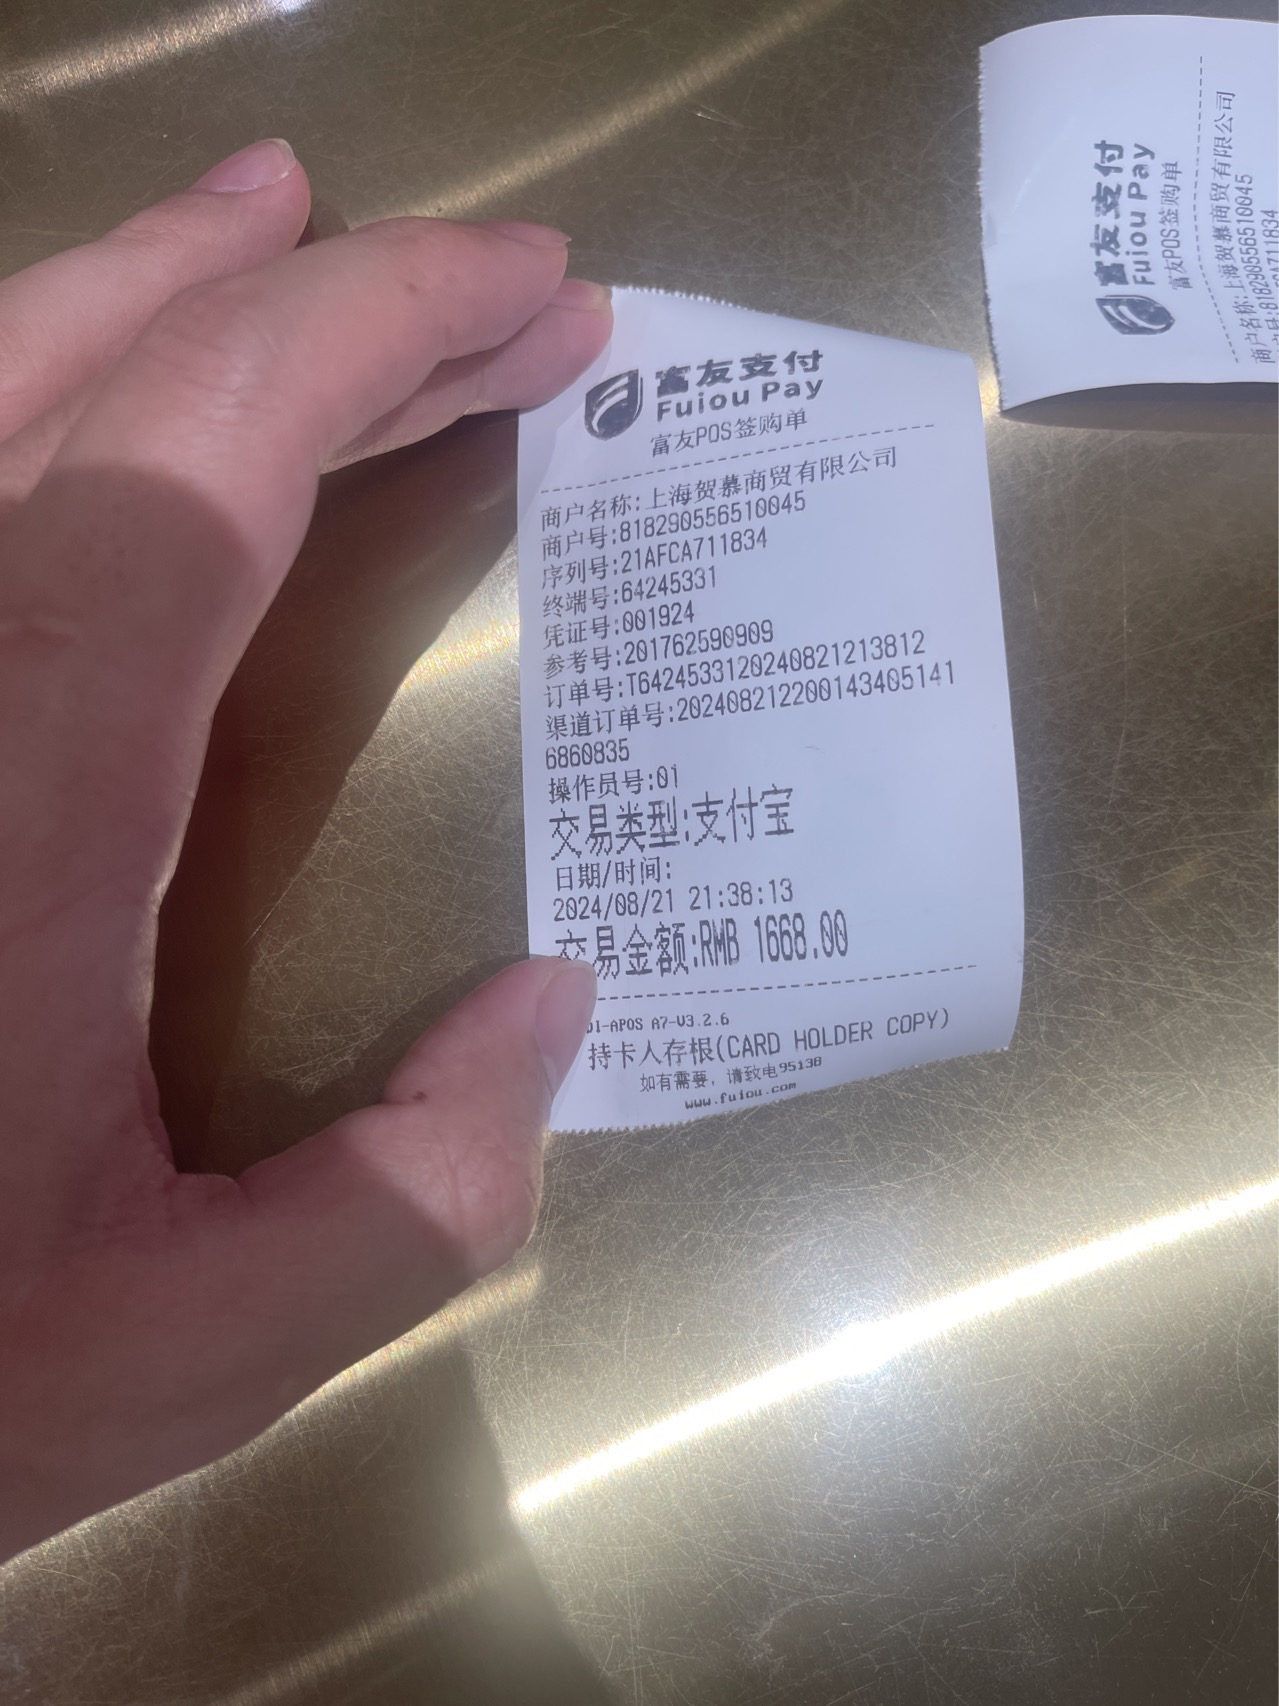 富友支付
Fuiou Pay
富友POS签购单
商户名称:上海贺慕商贸有限公司
商户号:818290556510045
序列号:21AFCA711834
终端号:64245331
凭证号:001924
参考号:201762590909
订单号:T6424533120240821213812
渠道订单号:202408212200143405141
6860835
操作员号:01
交易类型:支付宝
日期/时间:
2024/08/21 21:38:13
交易金额:RMB 1668.00
A7-V3.2.6
持卡人存根(CARD HOLDER COPY)
如有需要，请致电95138
www.fuiou.com
富友支付
Fuiou Pay
富友POS签购单
商户名称:上海贺慕商贸有限公司
818290556510045